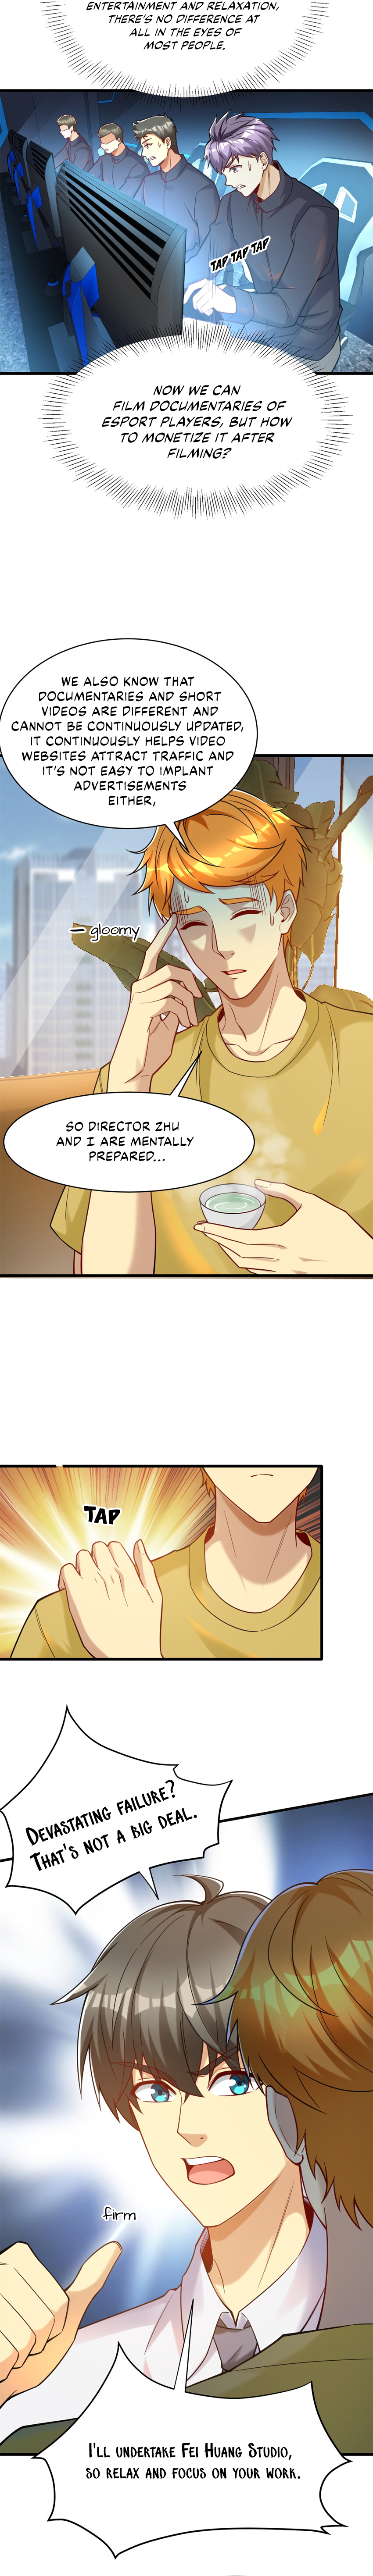 ENTERTAINMENT AND RELAXATION,
THERE'S NO DIFFERENCE AT
ALL IN THE EYES OF
MOST PEOPLE.
TAP TAP TAP
NOW WE CAN
FILM DOCUMENTARIES OF
ESPORT PLAYERS, BUT HOW
TO MONETIZE IT AFTER
FILMING?
WE ALSO KNOW THAT
DOCUMENTARIES AND SHORT
VIDEOS ARE DIFFERENT AND
CANNOT BE CONTINUOUSLY UPDATED,
IT CONTINUOUSLY HELPS VIDEO
WEBSITES ATTRACT TRAFFIC AND
IT'S NOT EASY TO IMPLANT
ADVERTISEMENTS
EITHER,
— gloomy
SO DIRECTOR ZHU
AND I ARE MENTALLY
PREPARED...
TAP
DEVASTATING FAILURE?
THAT'S NOT A BIG DEAL.
firm
I'LL UNDERTAKE FEI HUANG STUDIO,
SO RELAX AND FOCUS ON YOUR WORK.